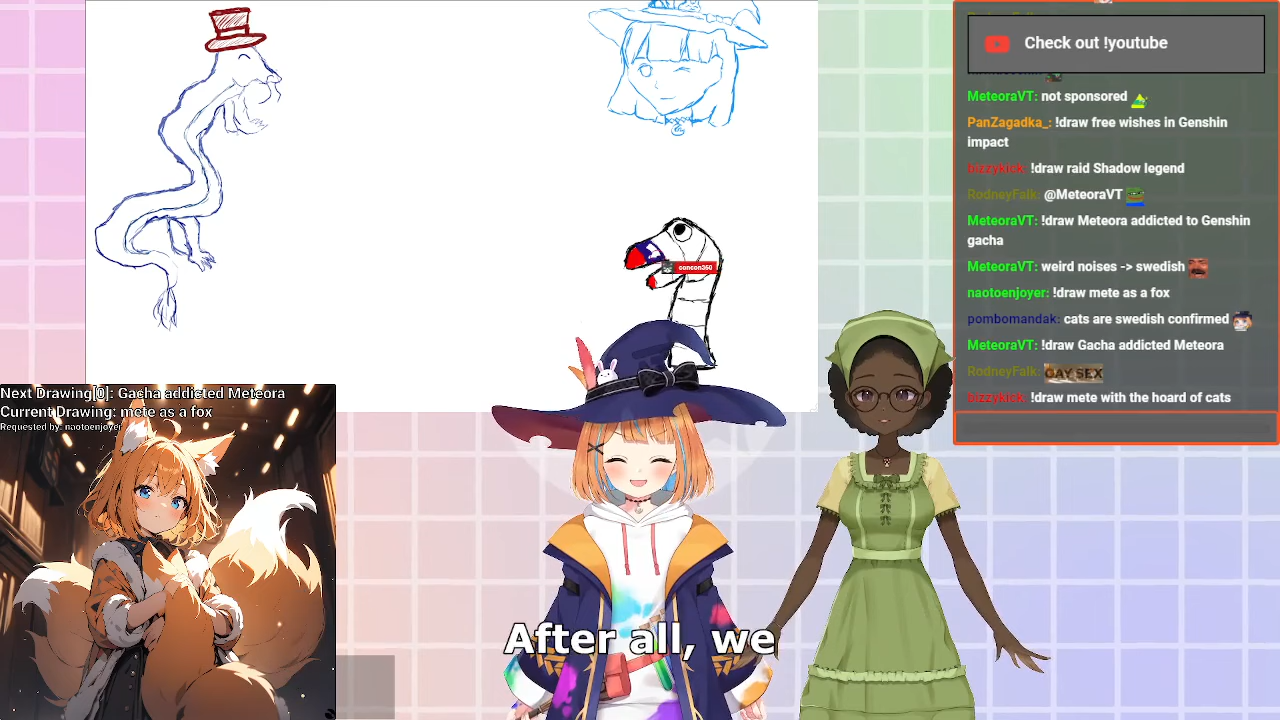 Check out !youtube
MeteoraVT: not sponsored
PanZagadka_: !draw free wishes in Genshin
impact
bizzykick: !draw raid Shadow legend
RodneyFalk: @MeteoraVT
MeteoraVT: !draw Meteora addicted to Genshin
gacha
MeteoraVT: weird noises -> swedish
naotoenjoyer: !draw mete as a fox
pombomandak: cats are swedish confirmed
MeteoraVT: !draw Gacha addicted Meteora
RodneyFalk: GAY SEX
bizzykick: !draw mete with the hoard of cats
concon360
Next Drawing[0]: Gacha addicted Meteora
Current Drawing: mete as a fox
Requested by: naotoenjoyer
After all, we